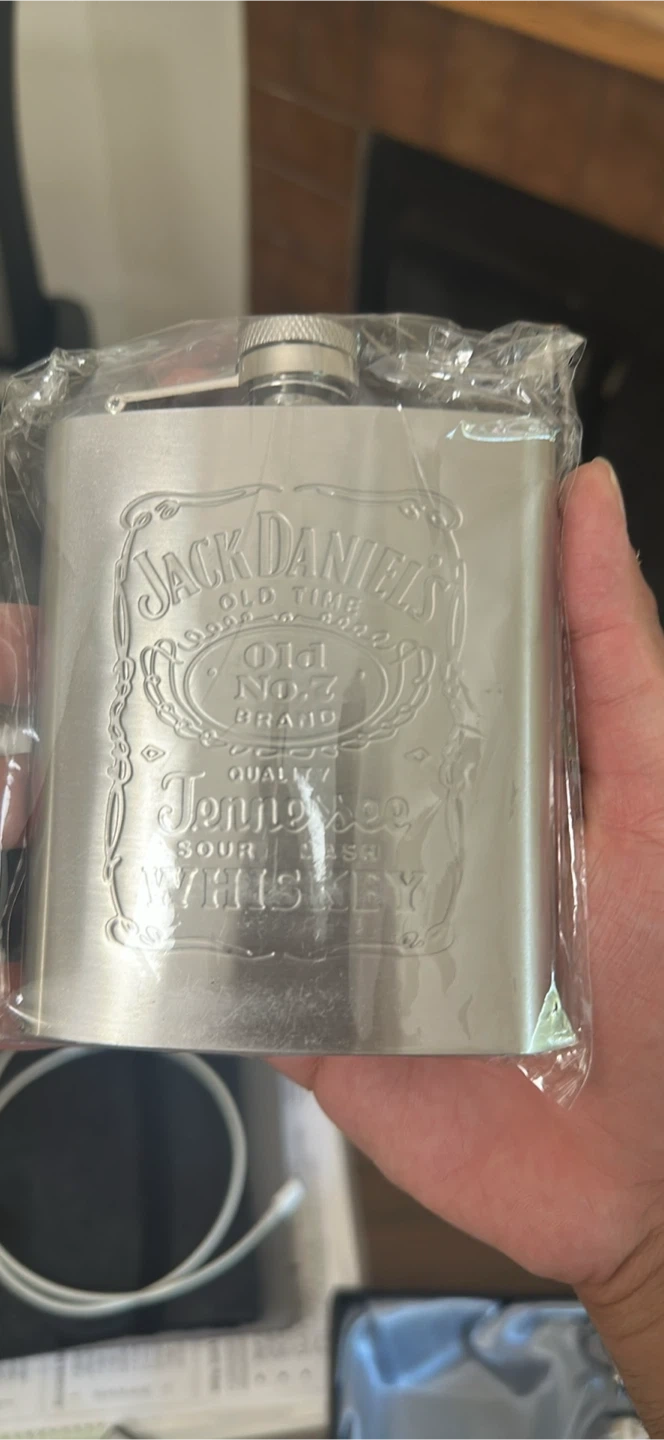 JACK DANIEL'S
OLD TIME
Old
No.7
BRAND
QUALITY
Tennessee
SOUR MASH
WHISKEY